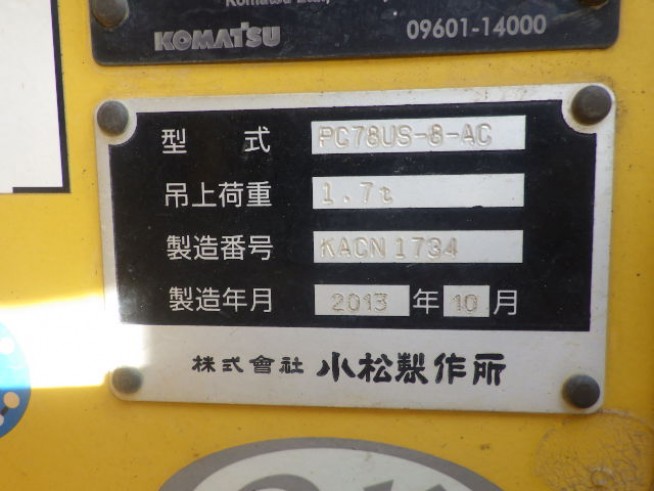 KOMATSU 09601-14000
型 式 PC78US-8-AC
吊上荷重 1.7t
製造番号 KACN1734
製造年月 2013 年 10 月
株式會社 小松製作所